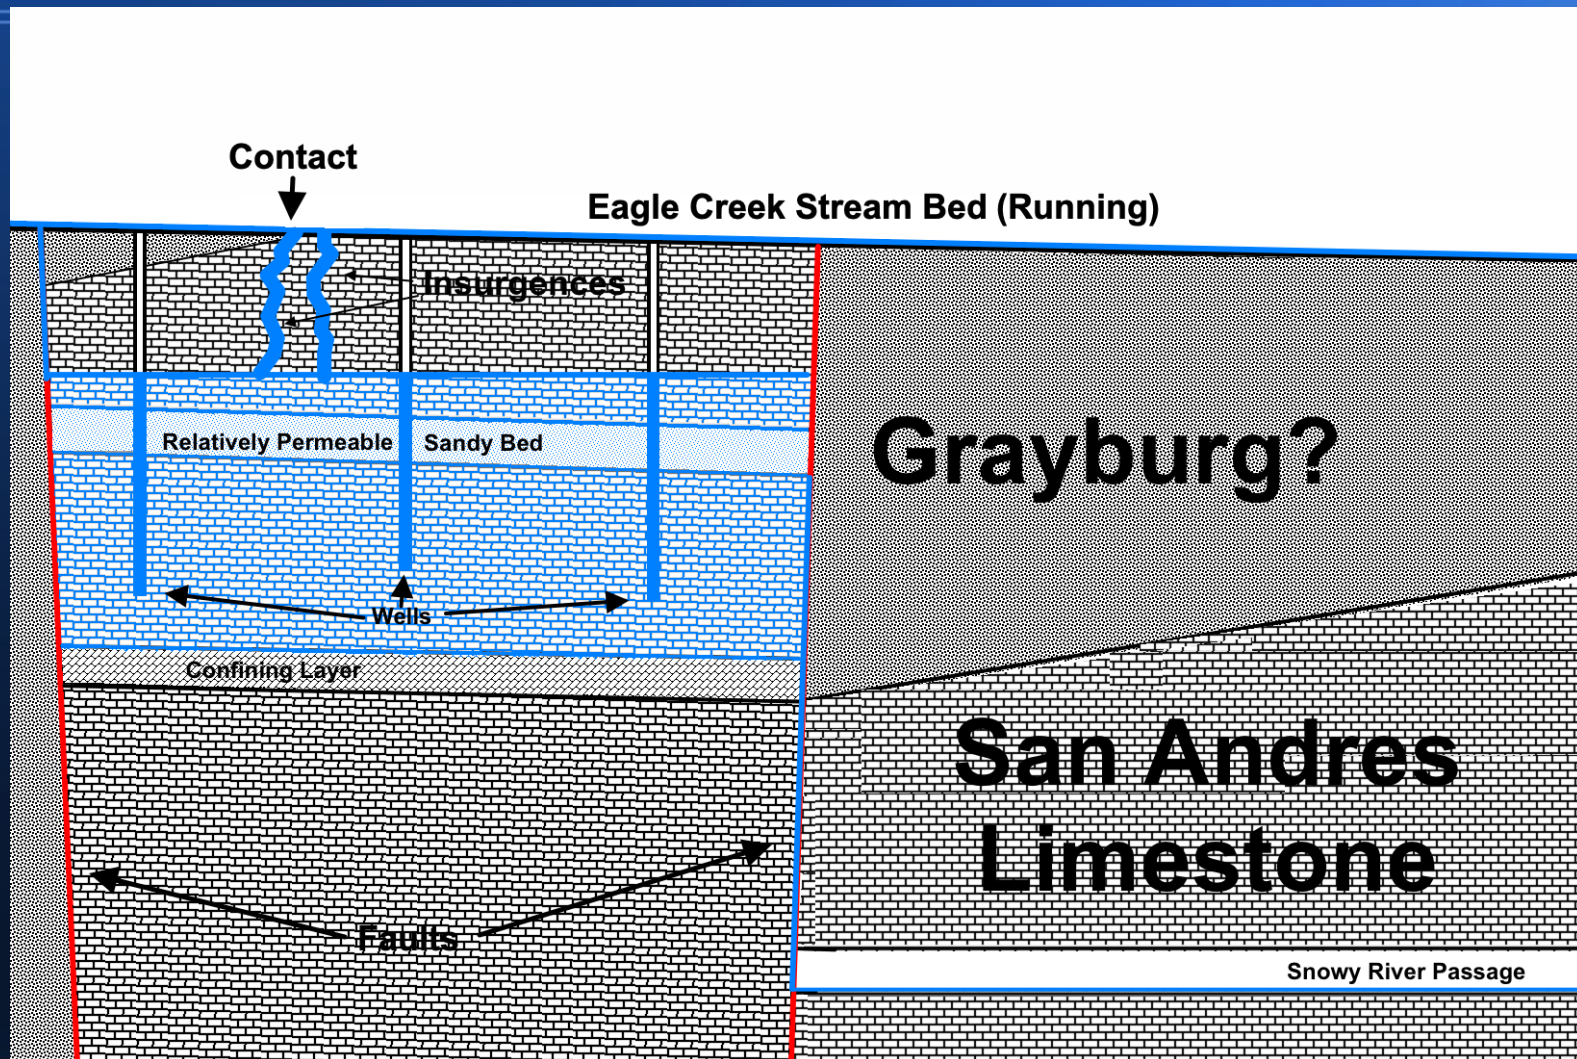 Contact
Eagle Creek Stream Bed (Running)
Insurgences
Relatively Permeable Sandy Bed
Grayburg?
Wells
Confining Layer
San Andres
Limestone
Faults
Snowy River Passage